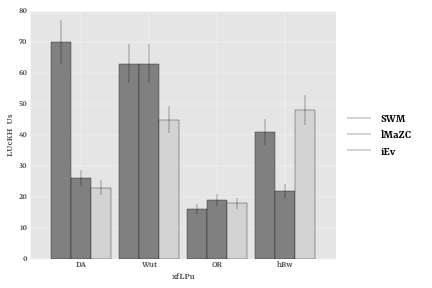 80
70
60
50
40
30
20
10
0
LUcKH Us
DA Wut OR hBw
xfLPu
SWM
lMaZC
iEv